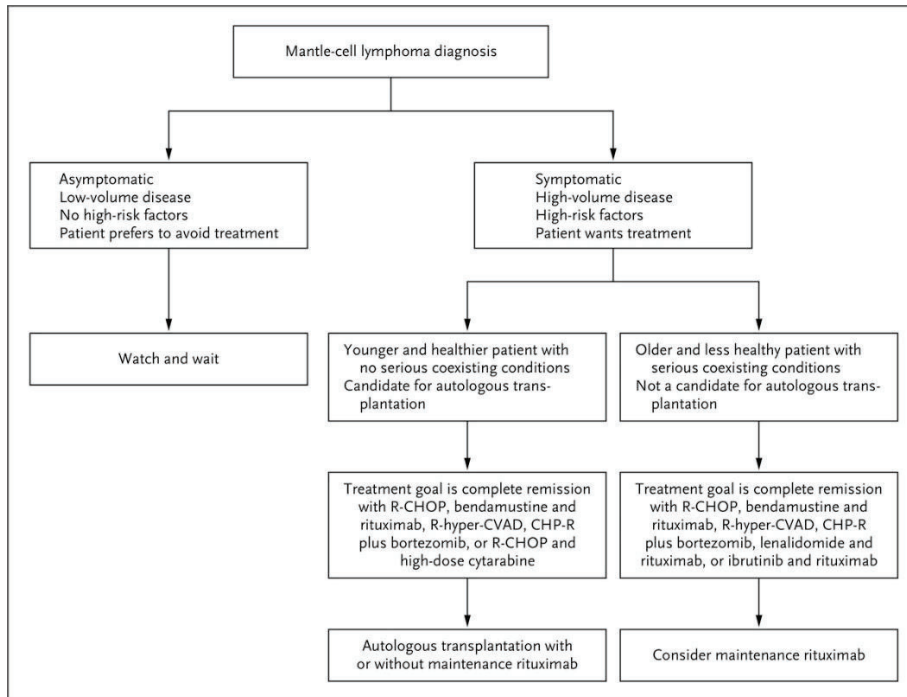 Mantle-cell lymphoma diagnosis
Asymptomatic
Low-volume disease
No high-risk factors
Patient prefers to avoid treatment
Symptomatic
High-volume disease
High-risk factors
Patient wants treatment
Watch and wait
Younger and healthier patient with
no serious coexisting conditions
Candidate for autologous trans-
plantation
Older and less healthy patient with
serious coexisting conditions
Not a candidate for autologous trans-
plantation
Treatment goal is complete remission
with R-CHOP, bendamustine and
rituximab, R-hyper-CVAD, CHP-R
plus bortezomib, or R-CHOP and
high-dose cytarabine
Treatment goal is complete remission
with R-CHOP, bendamustine and
rituximab, R-hyper-CVAD, CHP-R
plus bortezomib, lenalidomide and
rituximab, or ibrutinib and rituximab
Autologous transplantation with
or without maintenance rituximab
Consider maintenance rituximab